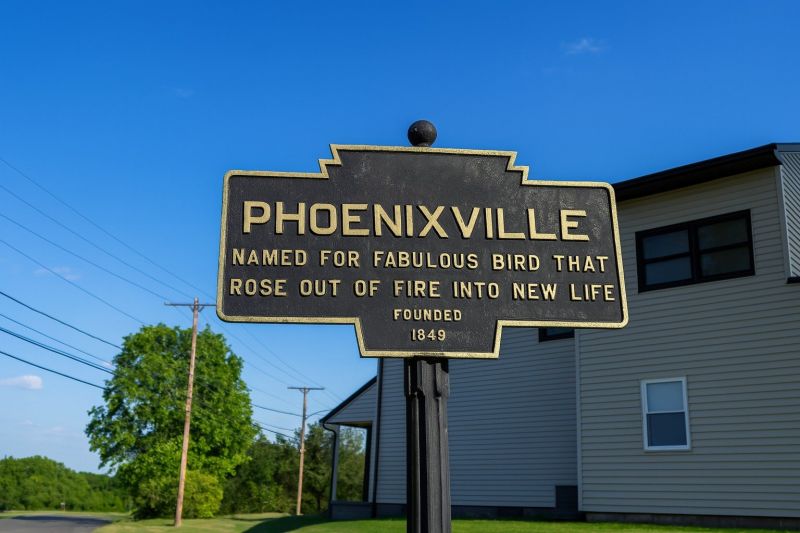 PHOENIXVILLE
NAMED FOR FABULOUS BIRD THAT
ROSE OUT OF FIRE INTO NEW LIFE
FOUNDED
1849